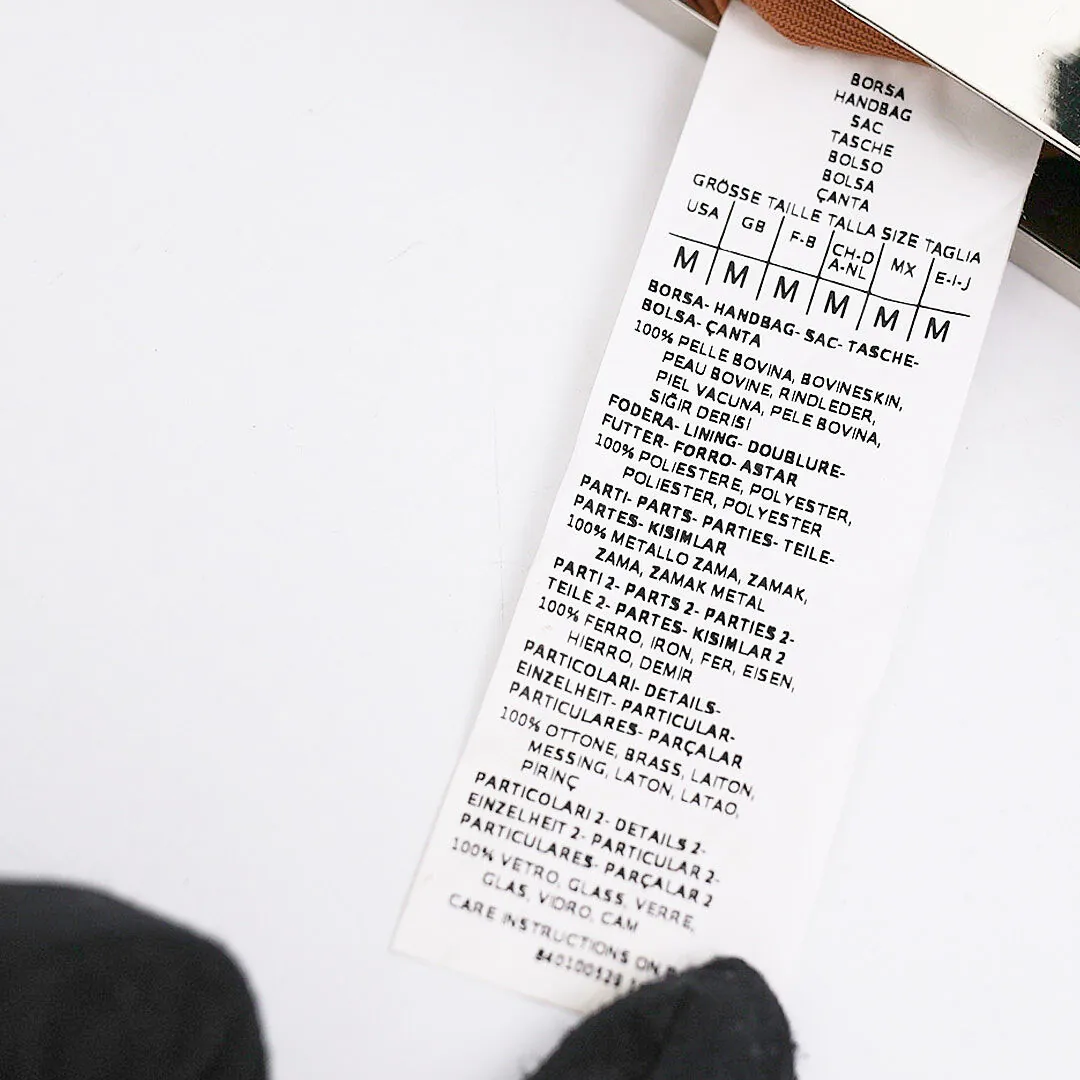 BORSA
HANDBAG
SAC
TASCHE
BOLSO
BOLSA
ÇANTA
GRÖSSE TAILLE TALLA SIZE TAGLIA
USA GB F-B CH-D A-NL MX E-I-J
M M M M M M
BORSA- HANDBAG- SAC- TASCHE-
BOLSA- ÇANTA
100% PELLE BOVINA, BOVINESKIN,
PEAU BOVINE, RINDLEDER,
PIEL VACUNA, PELE BOVINA,
SIĞIR DERISI
FODERA- LINING- DOUBLURE-
FUTTER- FORRO- ASTAR
100% POLIESTERE, POLYESTER,
POLIESTER, POLYESTER
PARTI- PARTS- PARTIES- TEILE-
PARTES- KISIMLAR
100% METALLO ZAMA, ZAMAK,
ZAMA, ZAMAK METAL
PARTI 2- PARTS 2- PARTIES 2-
TEILE 2- PARTES- KISIMLAR 2
100% FERRO, IRON, FER, EISEN,
HIERRO, DEMIR
PARTICOLARI- DETAILS-
EINZELHEIT- PARTICULAR-
PARTICULARES- PARÇALAR
100% OTTONE, BRASS, LAITON,
MESSING, LATON, LATAO,
PIRINÇ
PARTICOLARI 2- DETAILS 2-
EINZELHEIT 2- PARTICULAR 2-
PARTICULARES- PARÇALAR 2
100% VETRO, GLASS, VERRE,
GLAS, VIDRO, CAM
CARE INSTRUCTIONS ON